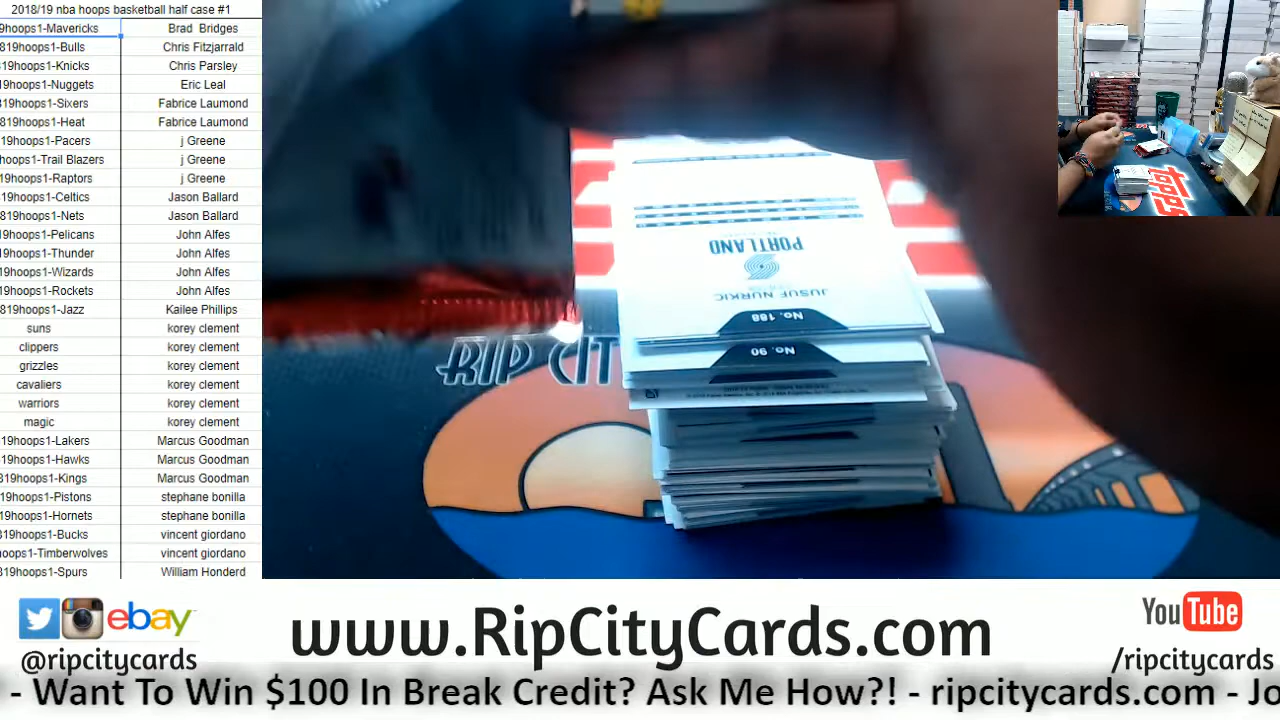 2018/19 nba hoops basketball half case #1
19hoops1-Mavericks Brad Bridges
819hoops1-Bulls Chris Fitzjarrald
819hoops1-Knicks Chris Parsley
19hoops1-Nuggets Eric Leal
819hoops1-Sixers Fabrice Laumond
819hoops1-Heat Fabrice Laumond
819hoops1-Pacers j Greene
hoops1-Trail Blazers j Greene
19hoops1-Raptors j Greene
19hoops1-Celtics Jason Ballard
819hoops1-Nets Jason Ballard
19hoops1-Pelicans John Alfes
19hoops1-Thunder John Alfes
19hoops1-Wizards John Alfes
19hoops1-Rockets John Alfes
819hoops1-Jazz Kailee Phillips
suns korey clement
clippers korey clement
grizzles korey clement
cavaliers korey clement
warriors korey clement
magic korey clement
19hoops1-Lakers Marcus Goodman
19hoops1-Hawks Marcus Goodman
819hoops1-Kings Marcus Goodman
19hoops1-Pistons stephane bonilla
19hoops1-Hornets stephane bonilla
819hoops1-Bucks vincent giordano
hoops1-Timberwolves vincent giordano
819hoops1-Spurs William Honderd
topps
PORTLAND
JUSUF NURKIC
No. 188
No. 90
RIP CIT
ebay
@ripcitycards
www.RipCityCards.com
YouTube
/ripcitycards
- Want To Win $100 In Break Credit? Ask Me How?! - ripcitycards.com - Jo